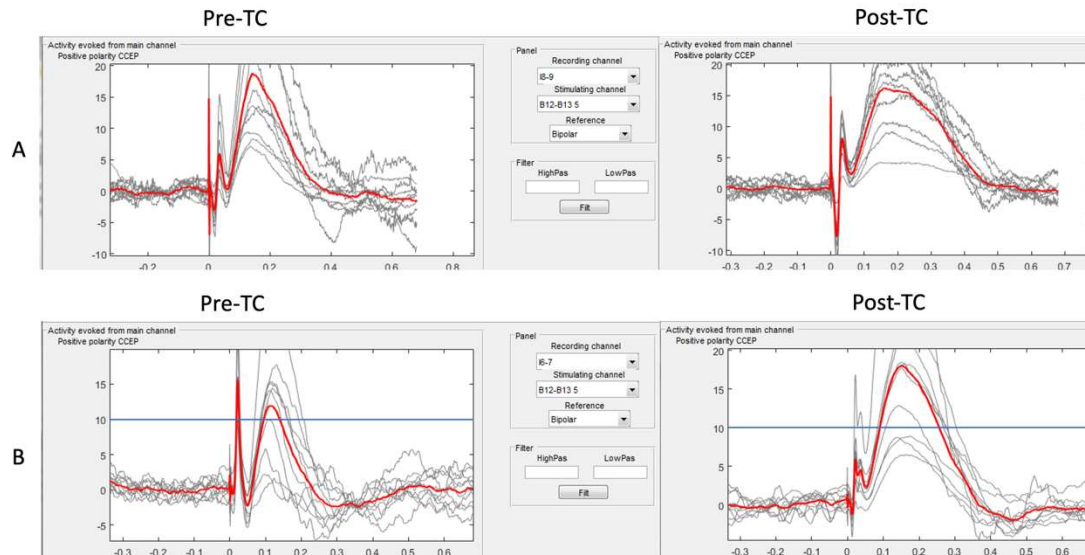 Pre-TC
Post-TC
A
Activity evoked from main channel
Positive polarity CCEP
20
15
10
5
0
-5
-10
-0.2
0
0.2
0.4
0.6
0.8
Panel
Recording channel
I8-9
Stimulating channel
B12-B13 5
Reference
Bipolar
Filter
HighPas
LowPas
Filt
Activity evoked from main channel
Positive polarity CCEP
20
15
10
5
0
-5
-10
-0.3
-0.2
-0.1
0
0.1
0.2
0.3
0.4
0.5
0.6
0.7
Pre-TC
Post-TC
B
Activity evoked from main channel
Positive polarity CCEP
20
15
10
5
0
-5
-0.3
-0.2
-0.1
0
0.1
0.2
0.3
0.4
0.5
0.6
Panel
Recording channel
I6-7
Stimulating channel
B12-B13 5
Reference
Bipolar
Filter
HighPas
LowPas
Filt
Activity evoked from main channel
Positive polarity CCEP
20
15
10
5
0
-0.3
-0.2
-0.1
0
0.1
0.2
0.3
0.4
0.5
0.6